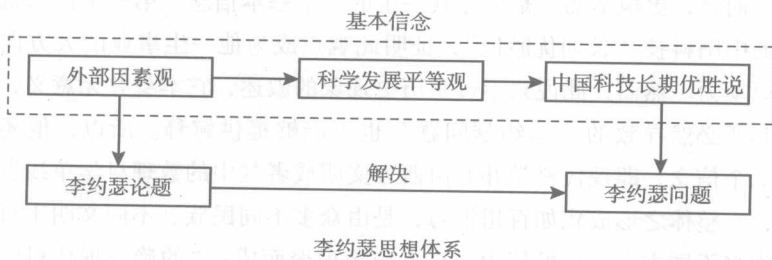 基本信念
外部因素观
科学发展平等观
中国科技长期优胜说
李约瑟论题
解决
李约瑟问题
李约瑟思想体系